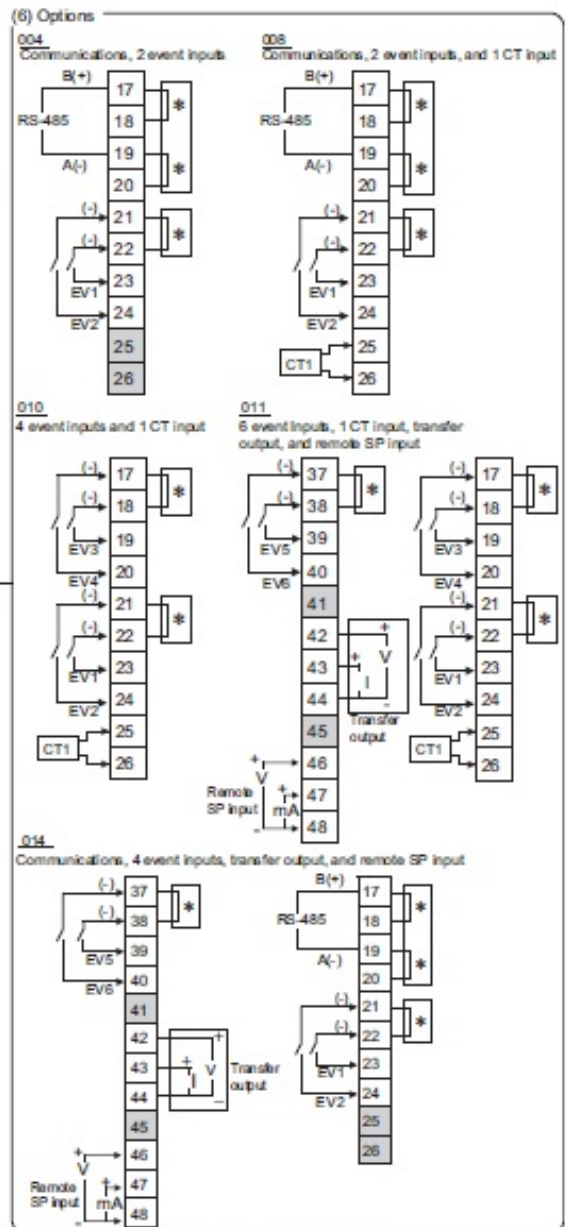 (6) Options
004
Communications, 2 event inputs
B(+)
RS-485
A(-)
17
18
19
20
21
22
23
24
25
26
*
*
*
(-)
(-)
EV1
EV2
008
Communications, 2 event inputs, and 1 CT input
B(+)
RS-485
A(-)
17
18
19
20
21
22
23
24
25
26
*
*
*
(-)
(-)
EV1
EV2
CT1
010
4 event inputs and 1 CT input
17
18
19
20
21
22
23
24
25
26
*
*
(-)
(-)
EV3
EV4
(-)
(-)
EV1
EV2
CT1
011
6 event inputs, 1 CT input, transfer
output, and remote SP input
37
38
39
40
41
42
43
44
45
46
47
48
*
(-)
(-)
EV5
EV6
+
+
V
I
-
Transfer
output
+
V
+
Remote
SP input
mA
-
17
18
19
20
21
22
23
24
25
26
*
*
(-)
(-)
EV3
EV4
(-)
(-)
EV1
EV2
CT1
014
Communications, 4 event inputs, transfer output, and remote SP input
37
38
39
40
41
42
43
44
45
46
47
48
*
(-)
(-)
EV5
EV6
+
+
I
V
-
Transfer
output
+
V
+
Remote
SP input
mA
-
B(+)
RS-485
A(-)
17
18
19
20
21
22
23
24
25
26
*
*
*
(-)
(-)
EV1
EV2